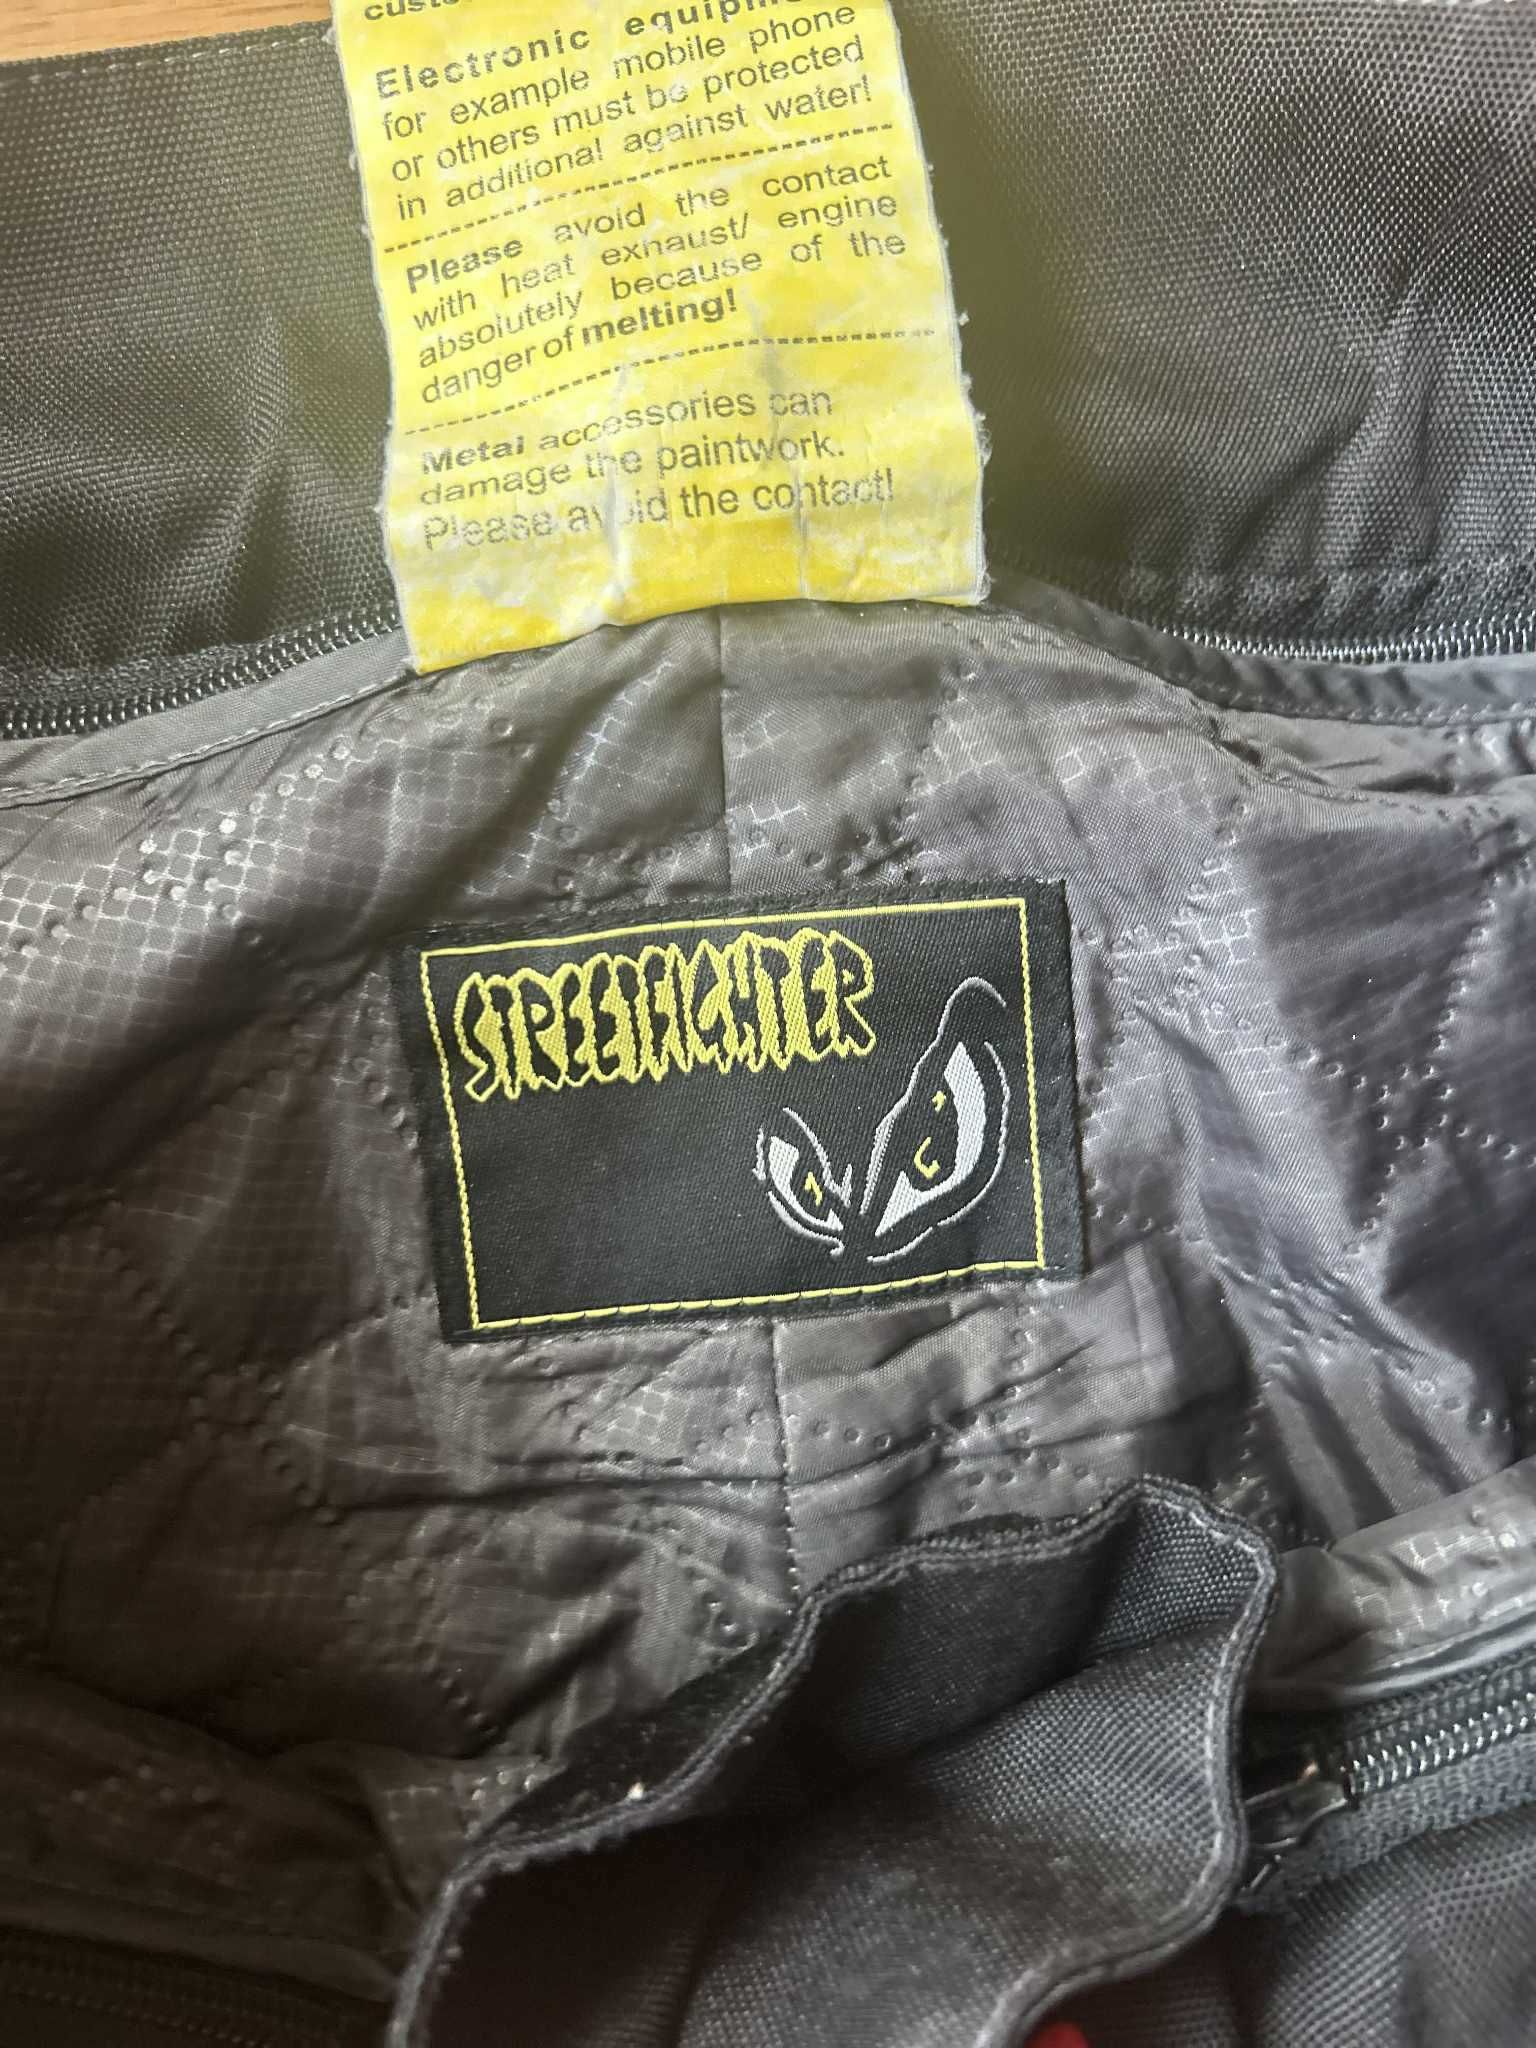 Electronic
for example mobile phone
or others must be protected
in additional against water!
Please avoid the contact
with heat exhaust/ engine
absolutely because of the
danger of melting!
Metal accessories can
damage the paintwork.
Please avoid the contact!
STREETFIGHTER